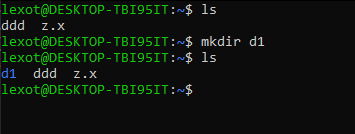 lexot@DESKTOP-TBI95IT:~$ ls
ddd  z.x
lexot@DESKTOP-TBI95IT:~$ mkdir d1
lexot@DESKTOP-TBI95IT:~$ ls
d1  ddd  z.x
lexot@DESKTOP-TBI95IT:~$